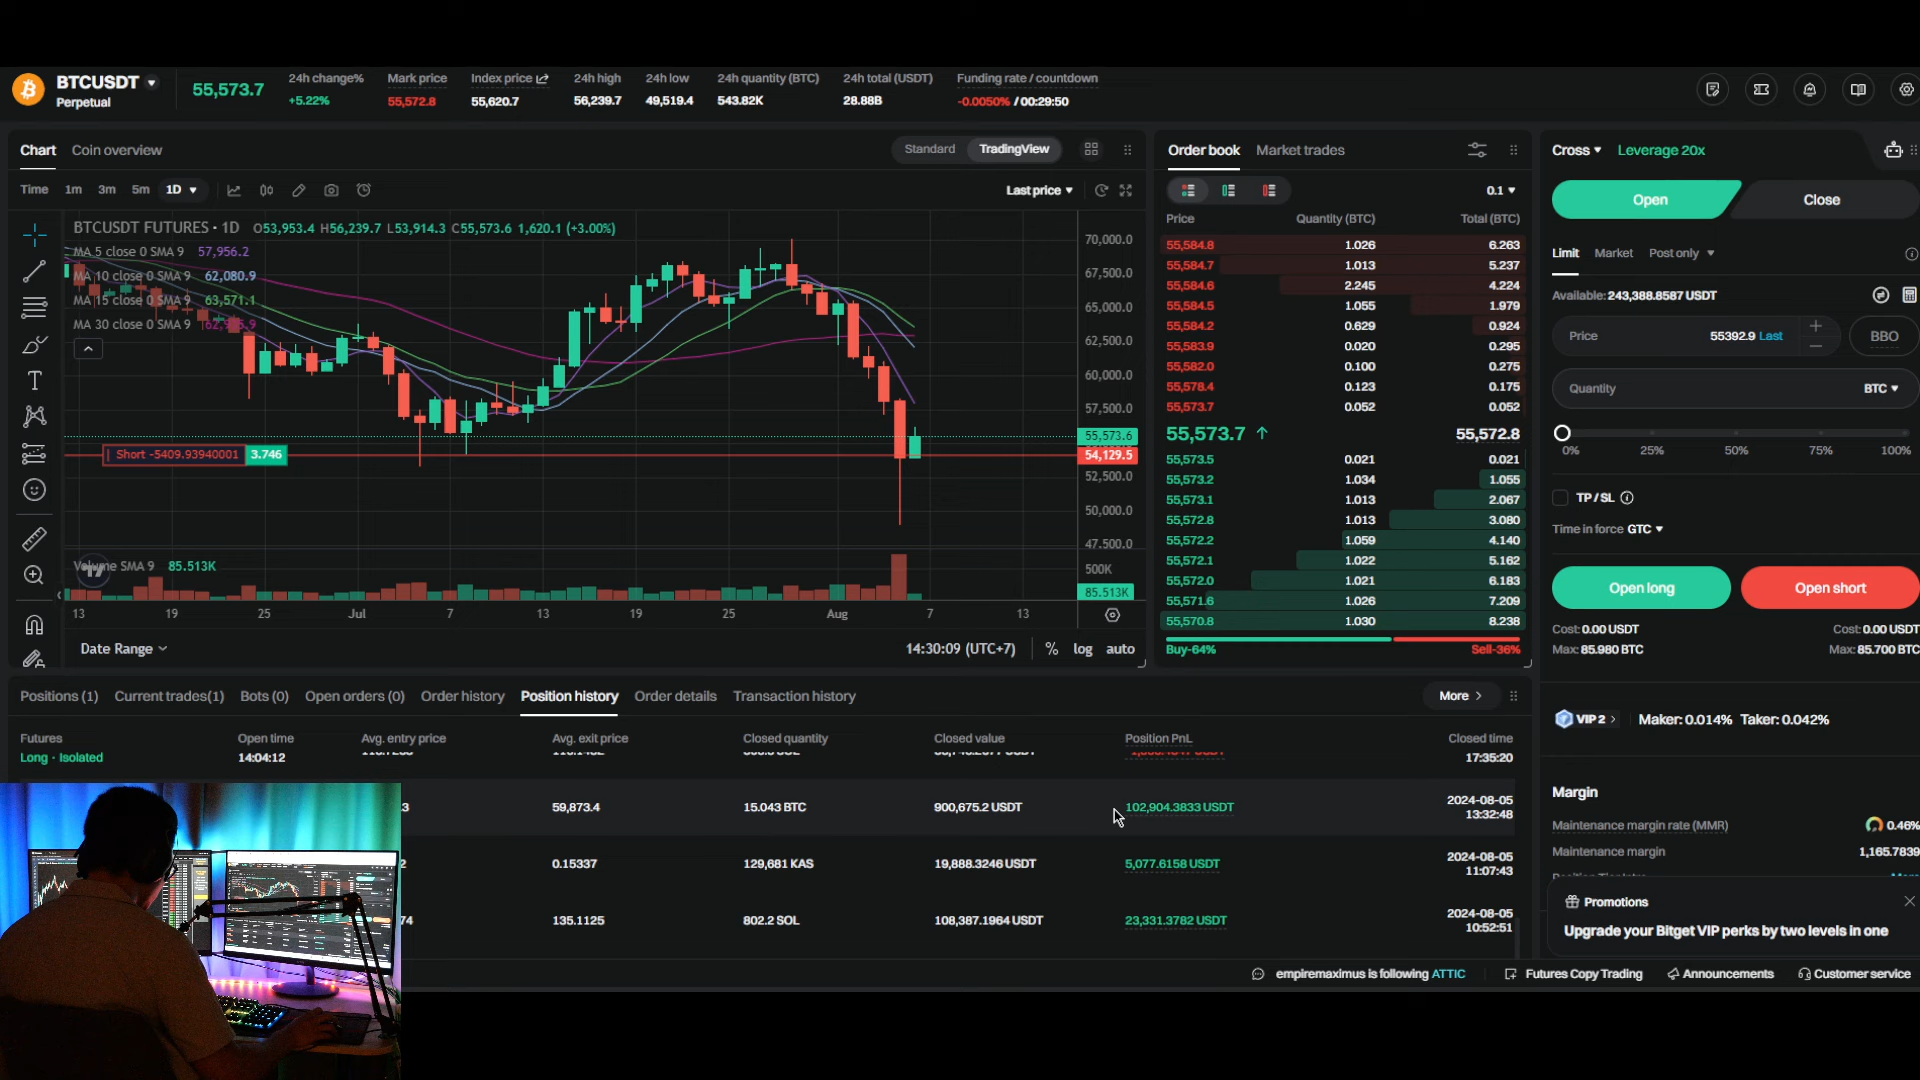 BTCUSDT
Perpetual
55,573.7
24h change%
+5.22%
Mark price
55,572.8
Index price
55,620.7
24h high
56,239.7
24h low
49,519.4
24h quantity (BTC)
543.82K
24h total (USDT)
28.88B
Funding rate / countdown
-0.0050% / 00:29:50
Chart Coin overview
Standard TradingView
Time 1m 3m 5m 1D
Last price
BTCUSDT FUTURES · 1D O53,953.4 H56,239.7 L53,914.3 C55,573.6 1,620.1 (+3.00%)
MA 5 close 0 SMA 9 57,956.2
MA 10 close 0 SMA 9 62,080.9
MA 15 close 0 SMA 9 63,571.1
MA 30 close 0 SMA 9
70,000.0
67,500.0
65,000.0
62,500.0
60,000.0
57,500.0
55,573.6
54,129.5
52,500.0
50,000.0
47,500.0
500K
85.513K
Short -5409.93940001 3.746
Volume SMA 9 85.513K
13 19 25 Jul 7 13 19 25 Aug 7 13
Date Range
14:30:09 (UTC+7) % log auto
Order book Market trades
0.1
Price Quantity (BTC) Total (BTC)
55,584.8 1.026 6.263
55,584.7 1.013 5.237
55,584.6 2.245 4.224
55,584.5 1.055 1.979
55,584.2 0.629 0.924
55,583.9 0.020 0.295
55,582.0 0.100 0.275
55,578.4 0.123 0.175
55,573.7 0.052 0.052
55,573.7 55,572.8
55,573.5 0.021 0.021
55,573.2 1.034 1.055
55,573.1 1.013 2.067
55,572.8 1.013 3.080
55,572.2 1.059 4.140
55,572.1 1.022 5.162
55,572.0 1.021 6.183
55,571.6 1.026 7.209
55,570.8 1.030 8.238
Buy-64% Sell-36%
Cross Leverage 20x
Open Close
Limit Market Post only
Available: 243,388.8587 USDT
Price 55392.9 Last
BBO
Quantity BTC
0% 25% 50% 75% 100%
TP / SL
Time in force GTC
Open long Open short
Cost: 0.00 USDT Cost: 0.00 USDT
Max: 85.980 BTC Max: 85.700 BTC
VIP 2 Maker: 0.014% Taker: 0.042%
Margin
Maintenance margin rate (MMR) 0.46%
Maintenance margin 1,165.7839
Promotions
Upgrade your Bitget VIP perks by two levels in one
Positions (1) Current trades(1) Bots (0) Open orders (0) Order history Position history Order details Transaction history
More
Futures Open time Avg. entry price Avg. exit price Closed quantity Closed value Position PnL Closed time
Long · Isolated 14:04:12 17:35:20
3 59,873.4 15.043 BTC 900,675.2 USDT 102,904.3833 USDT 2024-08-05
13:32:48
2 0.15337 129,681 KAS 19,888.3246 USDT 5,077.6158 USDT 2024-08-05
11:07:43
74 135.1125 802.2 SOL 108,387.1964 USDT 23,331.3782 USDT 2024-08-05
10:52:51
empiremaximus is following ATTIC
Futures Copy Trading
Announcements
Customer service